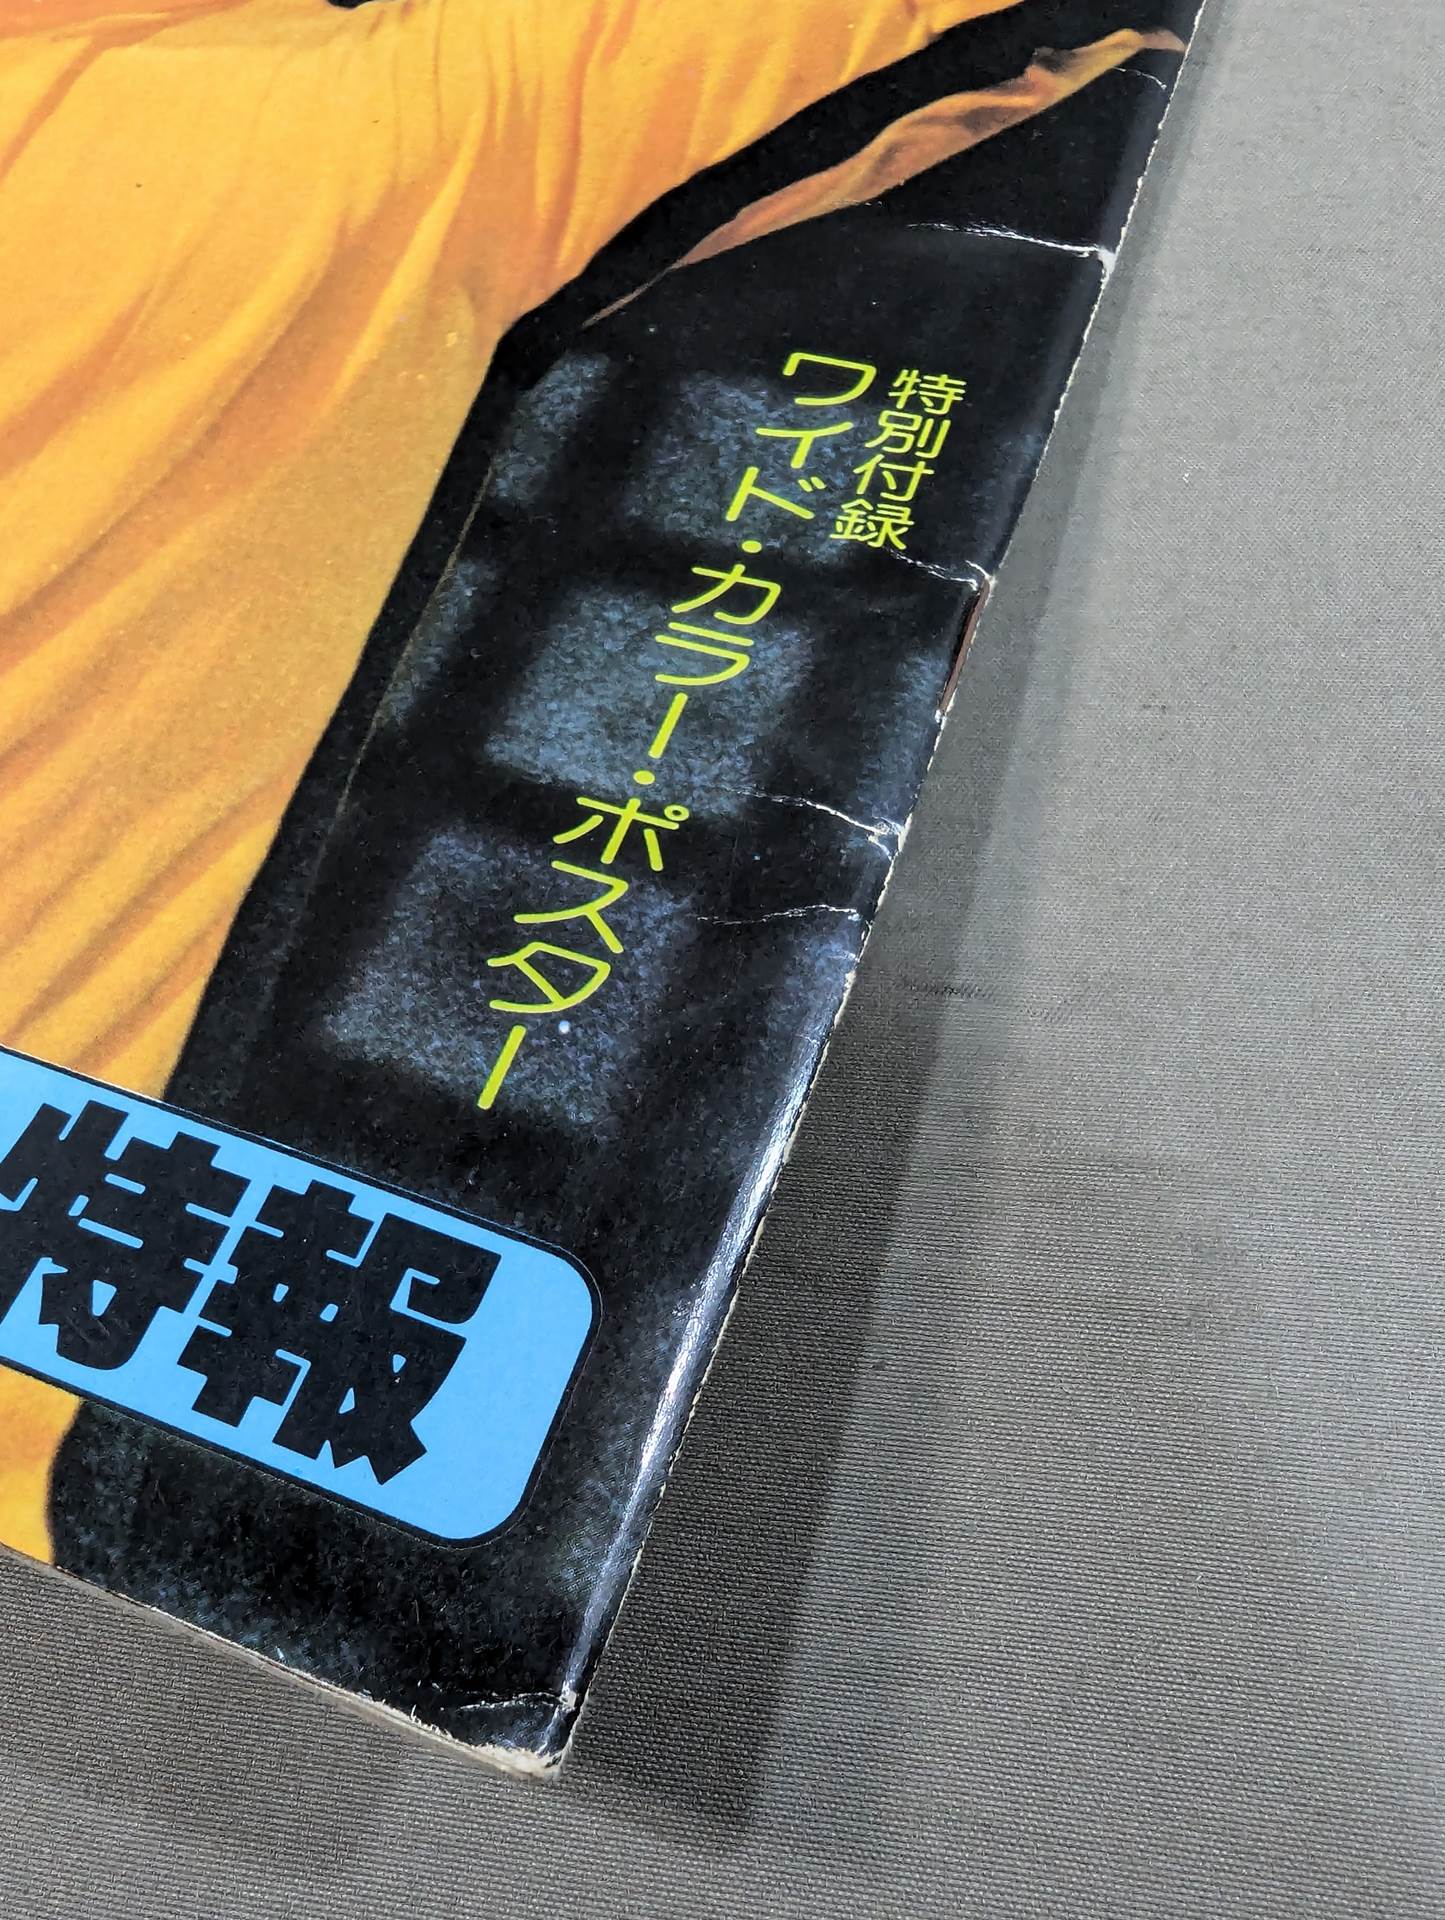 特別付録
ワイド・カラー・ポスター
特報